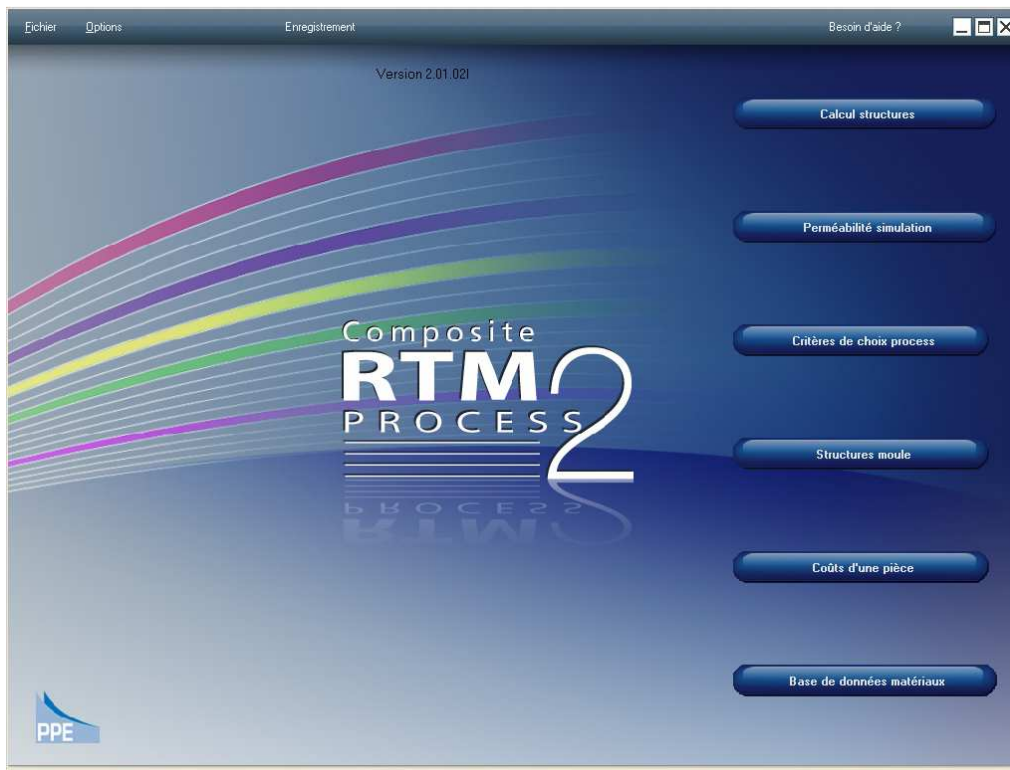 Fichier Options Enregistrement Besoin d'aide ?
Version 2.01.02l
Calcul structures
Perméabilité simulation
Critères de choix process
Composite
RTM 2
PROCESS
Structures moule
Coûts d'une pièce
Base de données matériaux
PPE